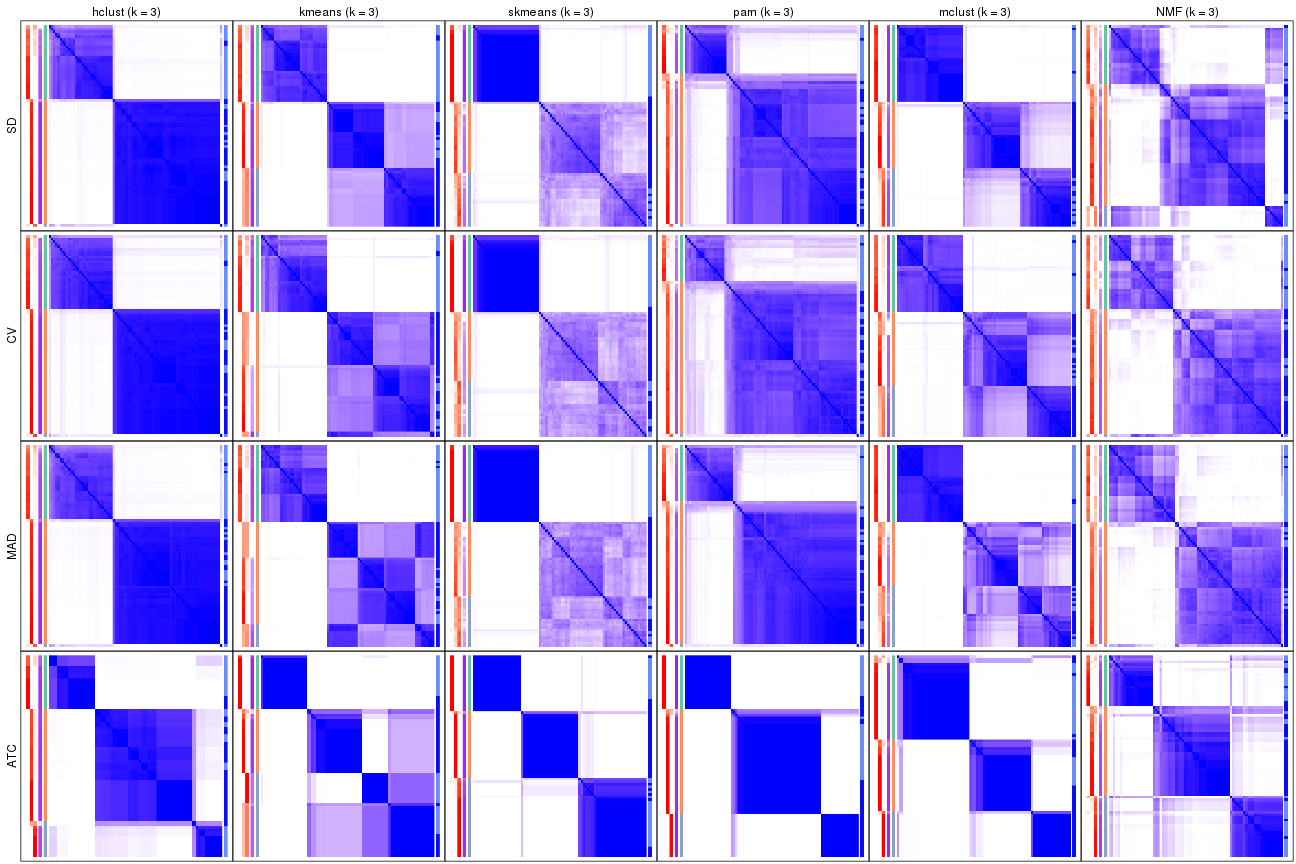 hclust (k = 3) kmeans (k = 3) skmeans (k = 3) pam (k = 3) mclust (k = 3) NMF (k = 3)
SD
CV
MAD
ATC